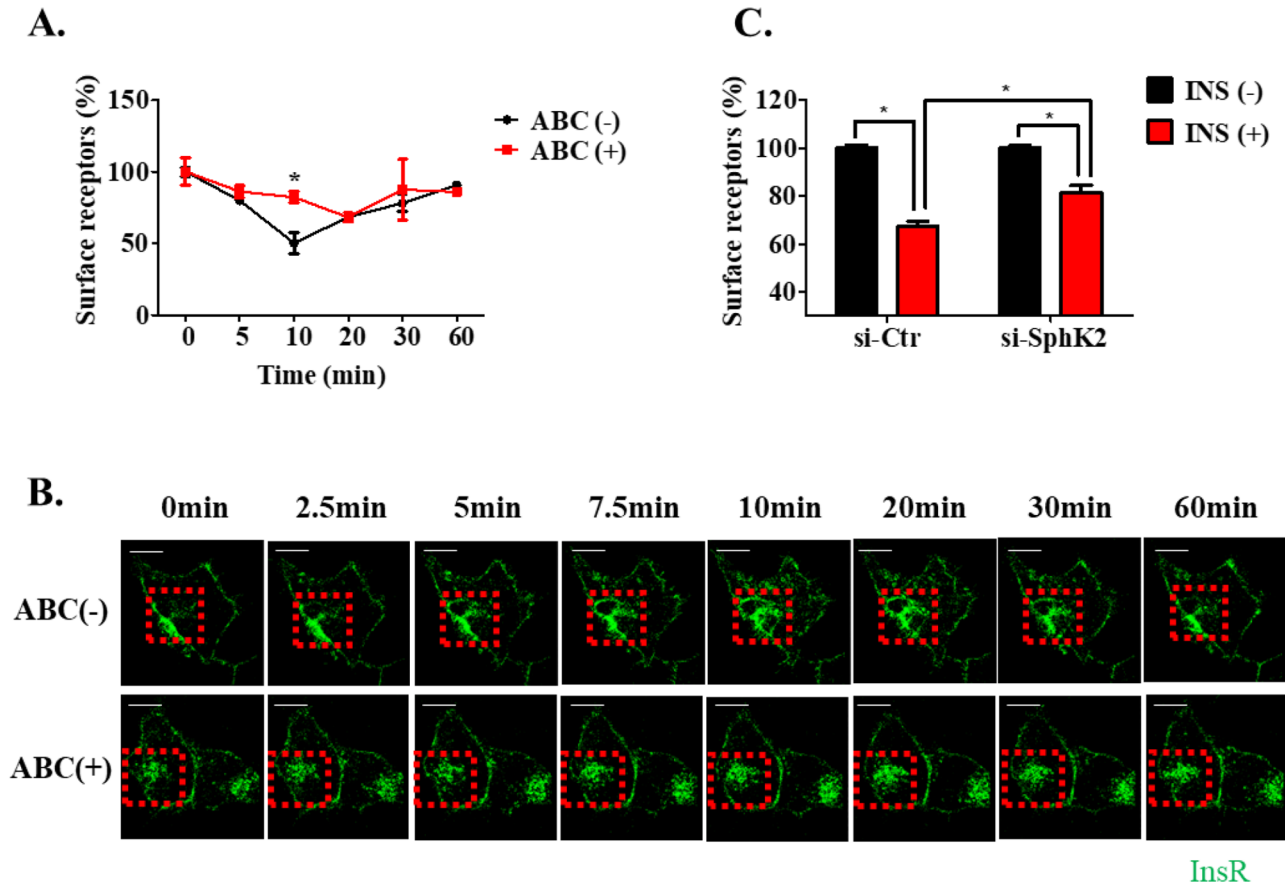 A.
Surface receptors (%)
150
100
50
0
*
0 5 10 20 30 60
Time (min)
ABC (-)
ABC (+)
C.
Surface receptors (%)
120
100
80
60
40
* * *
si-Ctr si-SphK2
INS (-)
INS (+)
B.
0min 2.5min 5min 7.5min 10min 20min 30min 60min
ABC(-)
ABC(+)
InsR